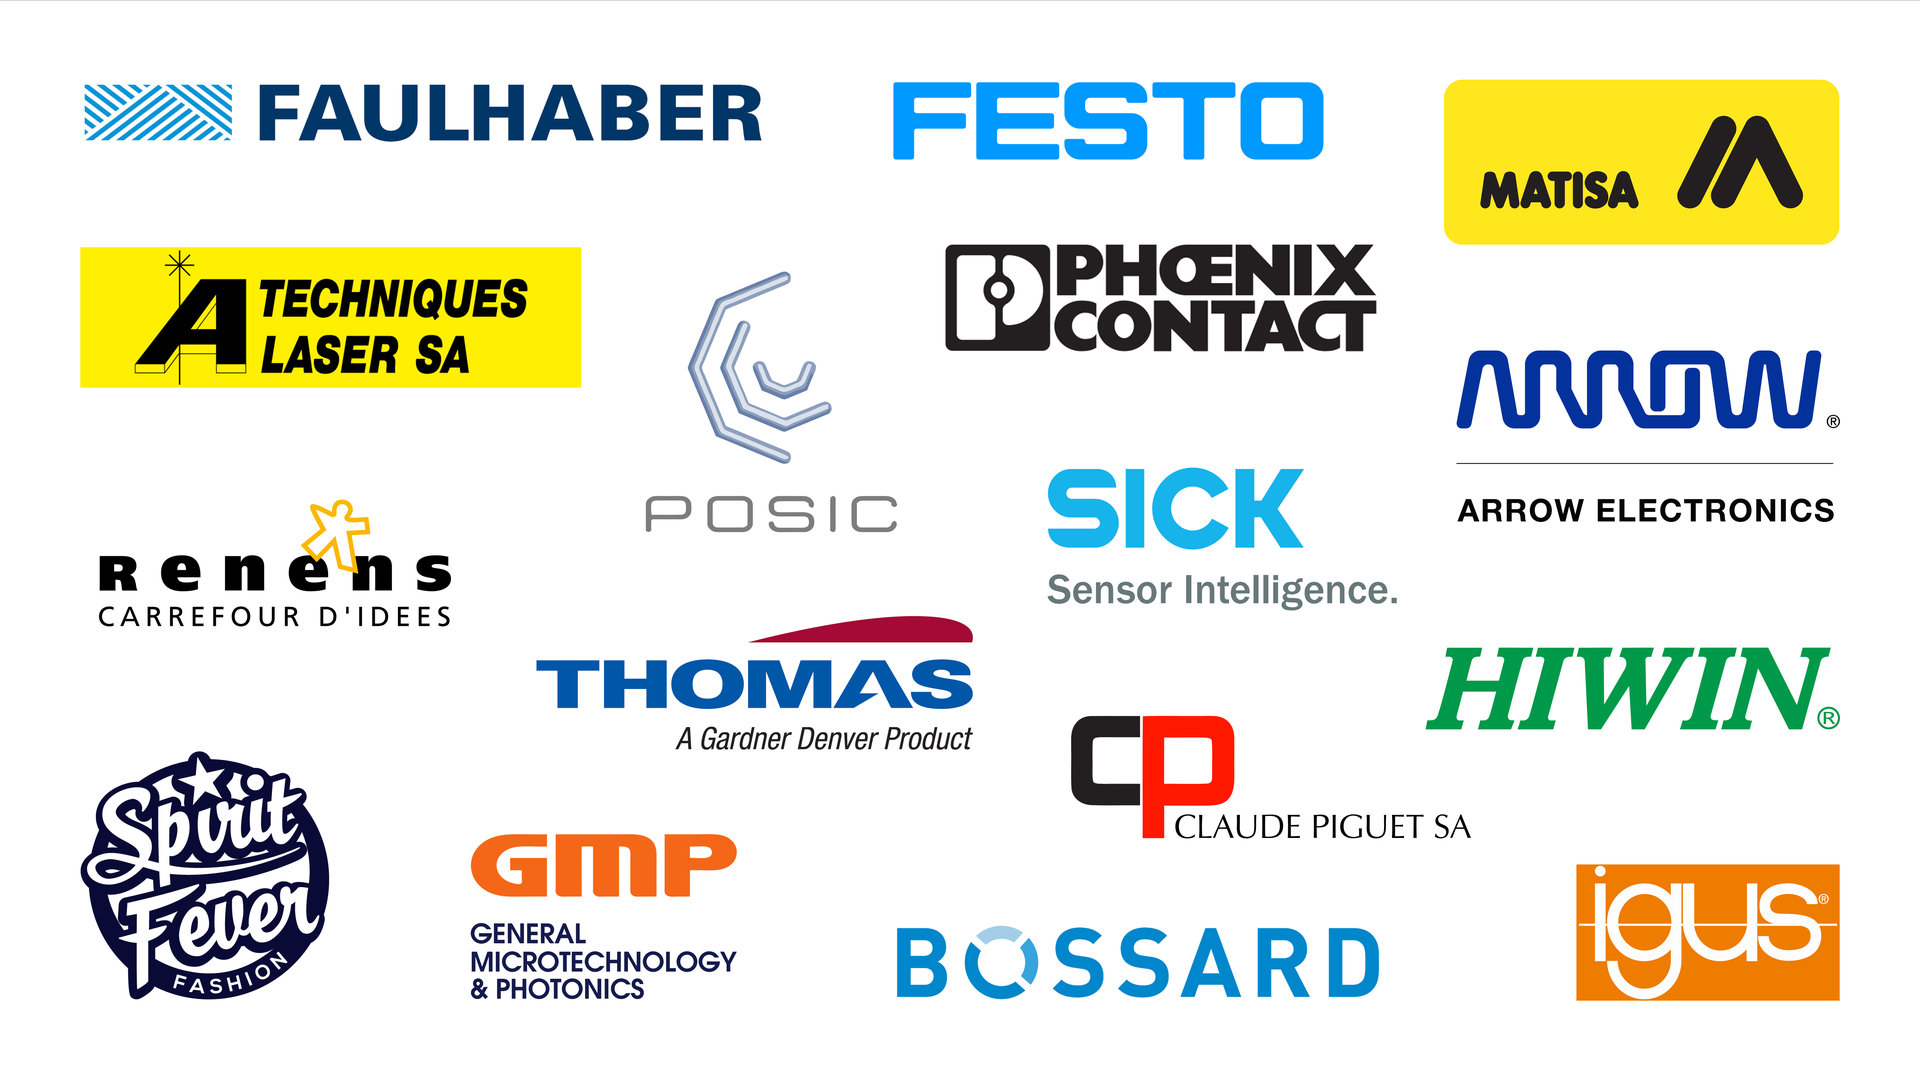 FAULHABER
FESTO
MATISA
A TECHNIQUES
LASER SA
PHŒNIX
CONTACT
ARROW®
ARROW ELECTRONICS
POSIC
SICK
Sensor Intelligence.
Renens
CARREFOUR D'IDEES
THOMAS
A Gardner Denver Product
HIWIN®
CP
CLAUDE PIGUET SA
Spirit
Fever
FASHION
GMP
GENERAL
MICROTECHNOLOGY
& PHOTONICS
BOSSARD
igus®